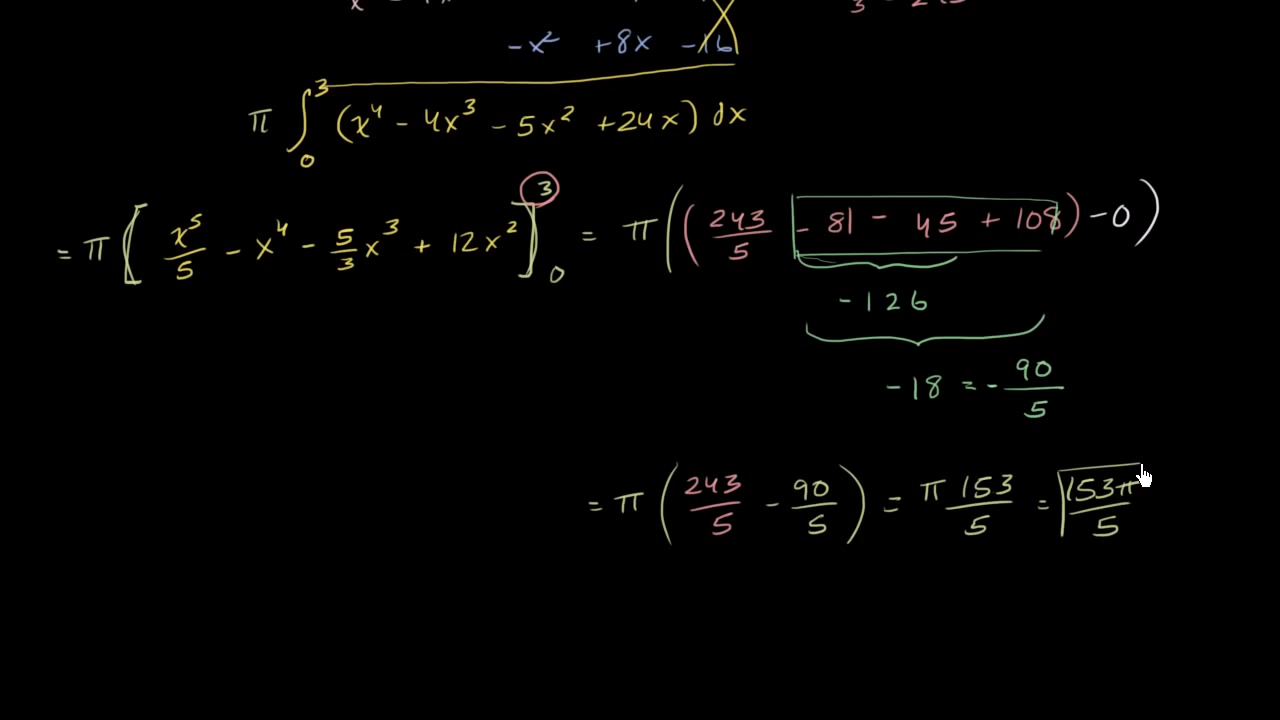 -x² +8x -16
π ∫₀³ (x⁴ - 4x³ - 5x² + 24x) dx
= π [x⁵/5 - x⁴ - 5/3 x³ + 12x²]₀³ = π((243/5 - 81 - 45 + 108) - 0)
-126
-18 = -90/5
= π(243/5 - 90/5) = π 153/5 = 153π/5